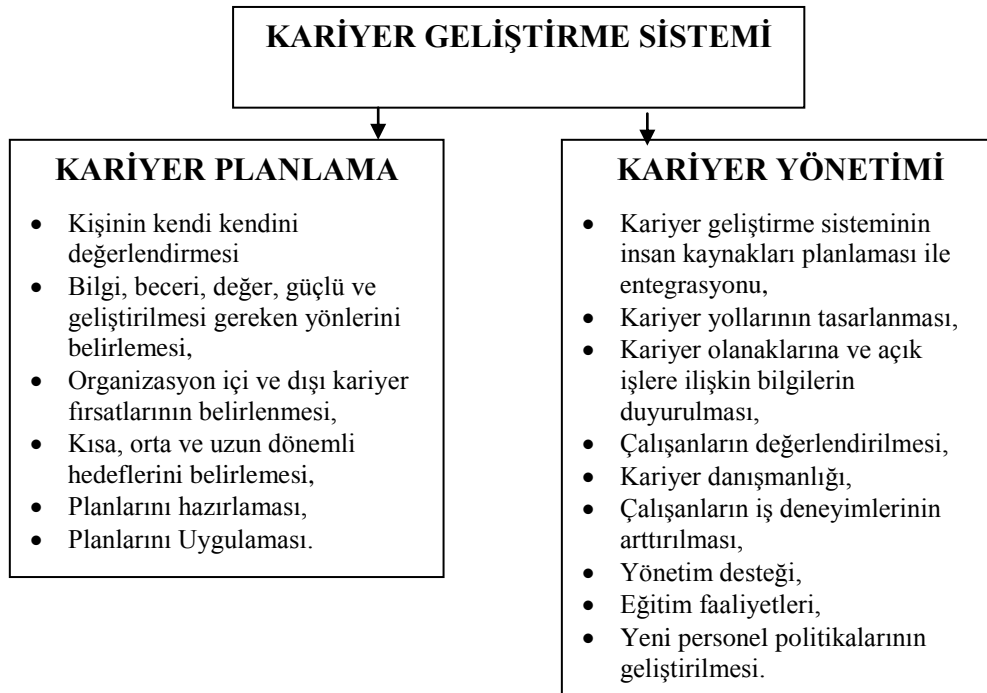 KARİYER GELİŞTİRME SİSTEMİ
KARİYER PLANLAMA
• Kişinin kendi kendini
değerlendirmesi
• Bilgi, beceri, değer, güçlü ve
geliştirilmesi gereken yönlerini
belirlemesi,
• Organizasyon içi ve dışı kariyer
fırsatlarının belirlenmesi,
• Kısa, orta ve uzun dönemli
hedeflerini belirlemesi,
• Planlarını hazırlaması,
• Planlarını Uygulaması.
KARİYER YÖNETİMİ
• Kariyer geliştirme sisteminin
insan kaynakları planlaması ile
entegrasyonu,
• Kariyer yollarının tasarlanması,
• Kariyer olanaklarına ve açık
işlere ilişkin bilgilerin
duyurulması,
• Çalışanların değerlendirilmesi,
• Kariyer danışmanlığı,
• Çalışanların iş deneyimlerinin
arttırılması,
• Yönetim desteği,
• Eğitim faaliyetleri,
• Yeni personel politikalarının
geliştirilmesi.